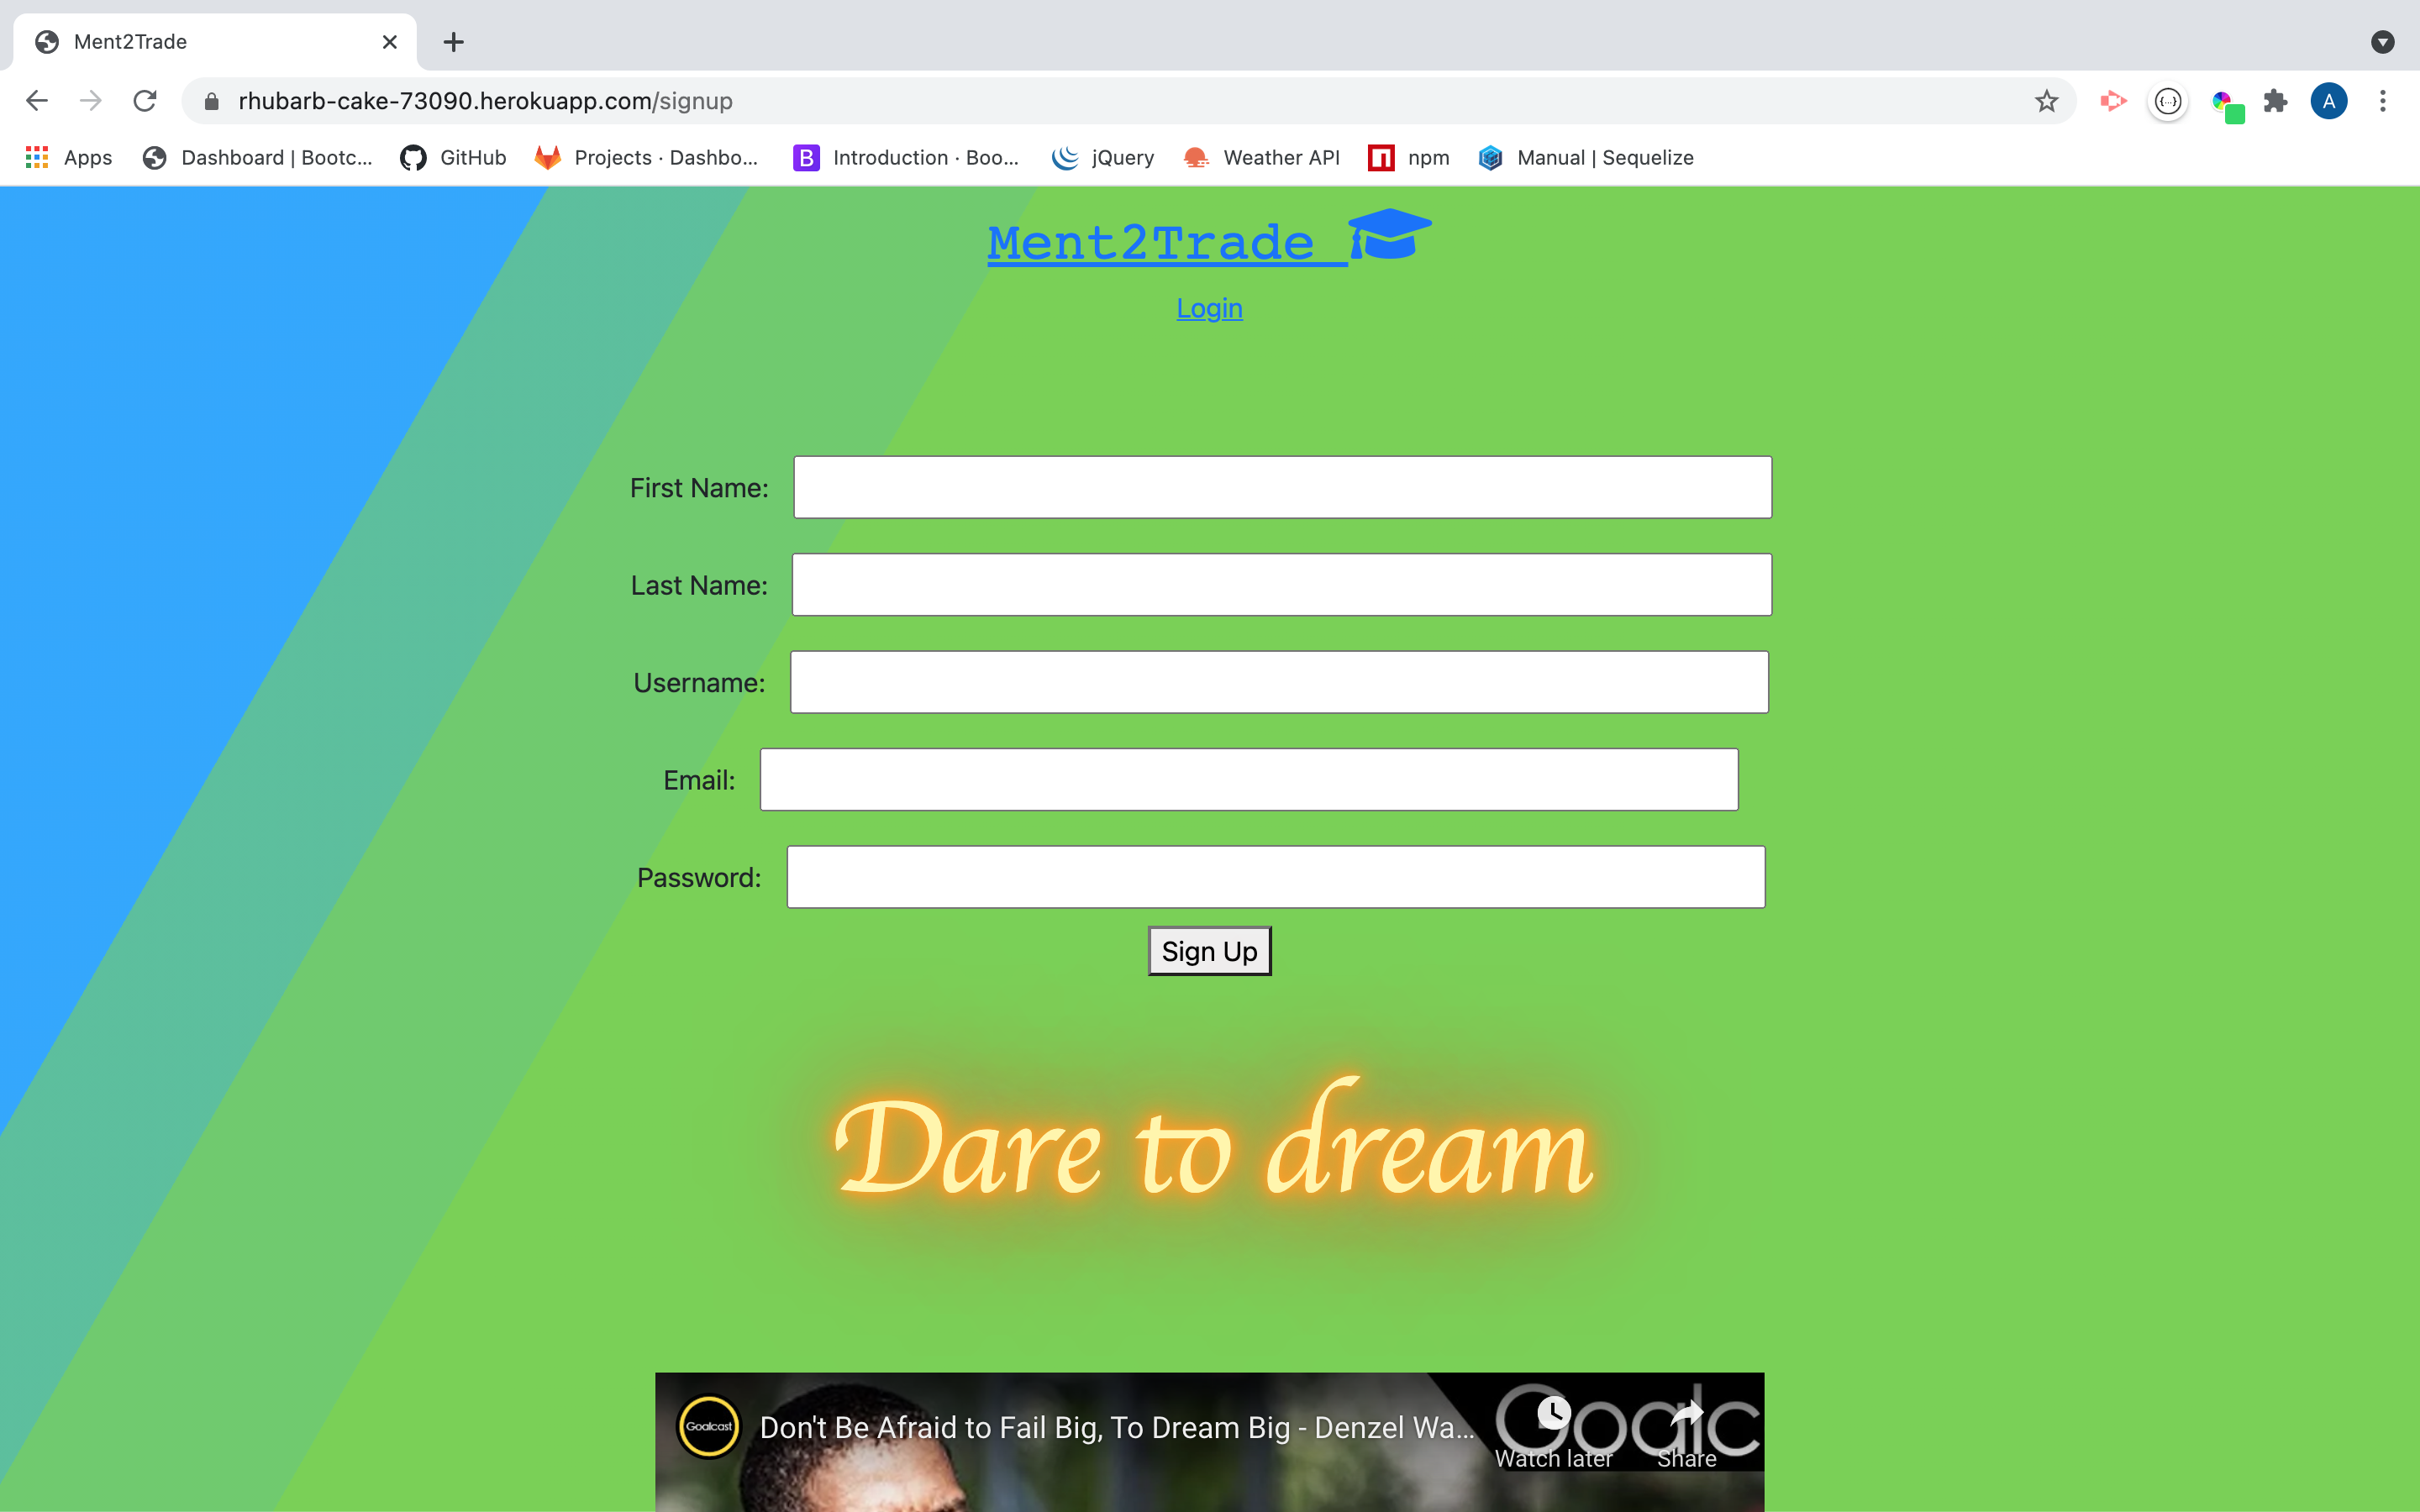 Ment2Trade
rhubarb-cake-73090.herokuapp.com/signup
A
Apps Dashboard | Bootc... GitHub Projects · Dashbo... B Introduction · Boo... jQuery Weather API npm Manual | Sequelize
Ment2Trade
Login
First Name:
Last Name:
Username:
Email:
Password:
Sign Up
Dare to dream
Goalcast Don't Be Afraid to Fail Big, To Dream Big - Denzel Wa... Goalc
Watch later Share